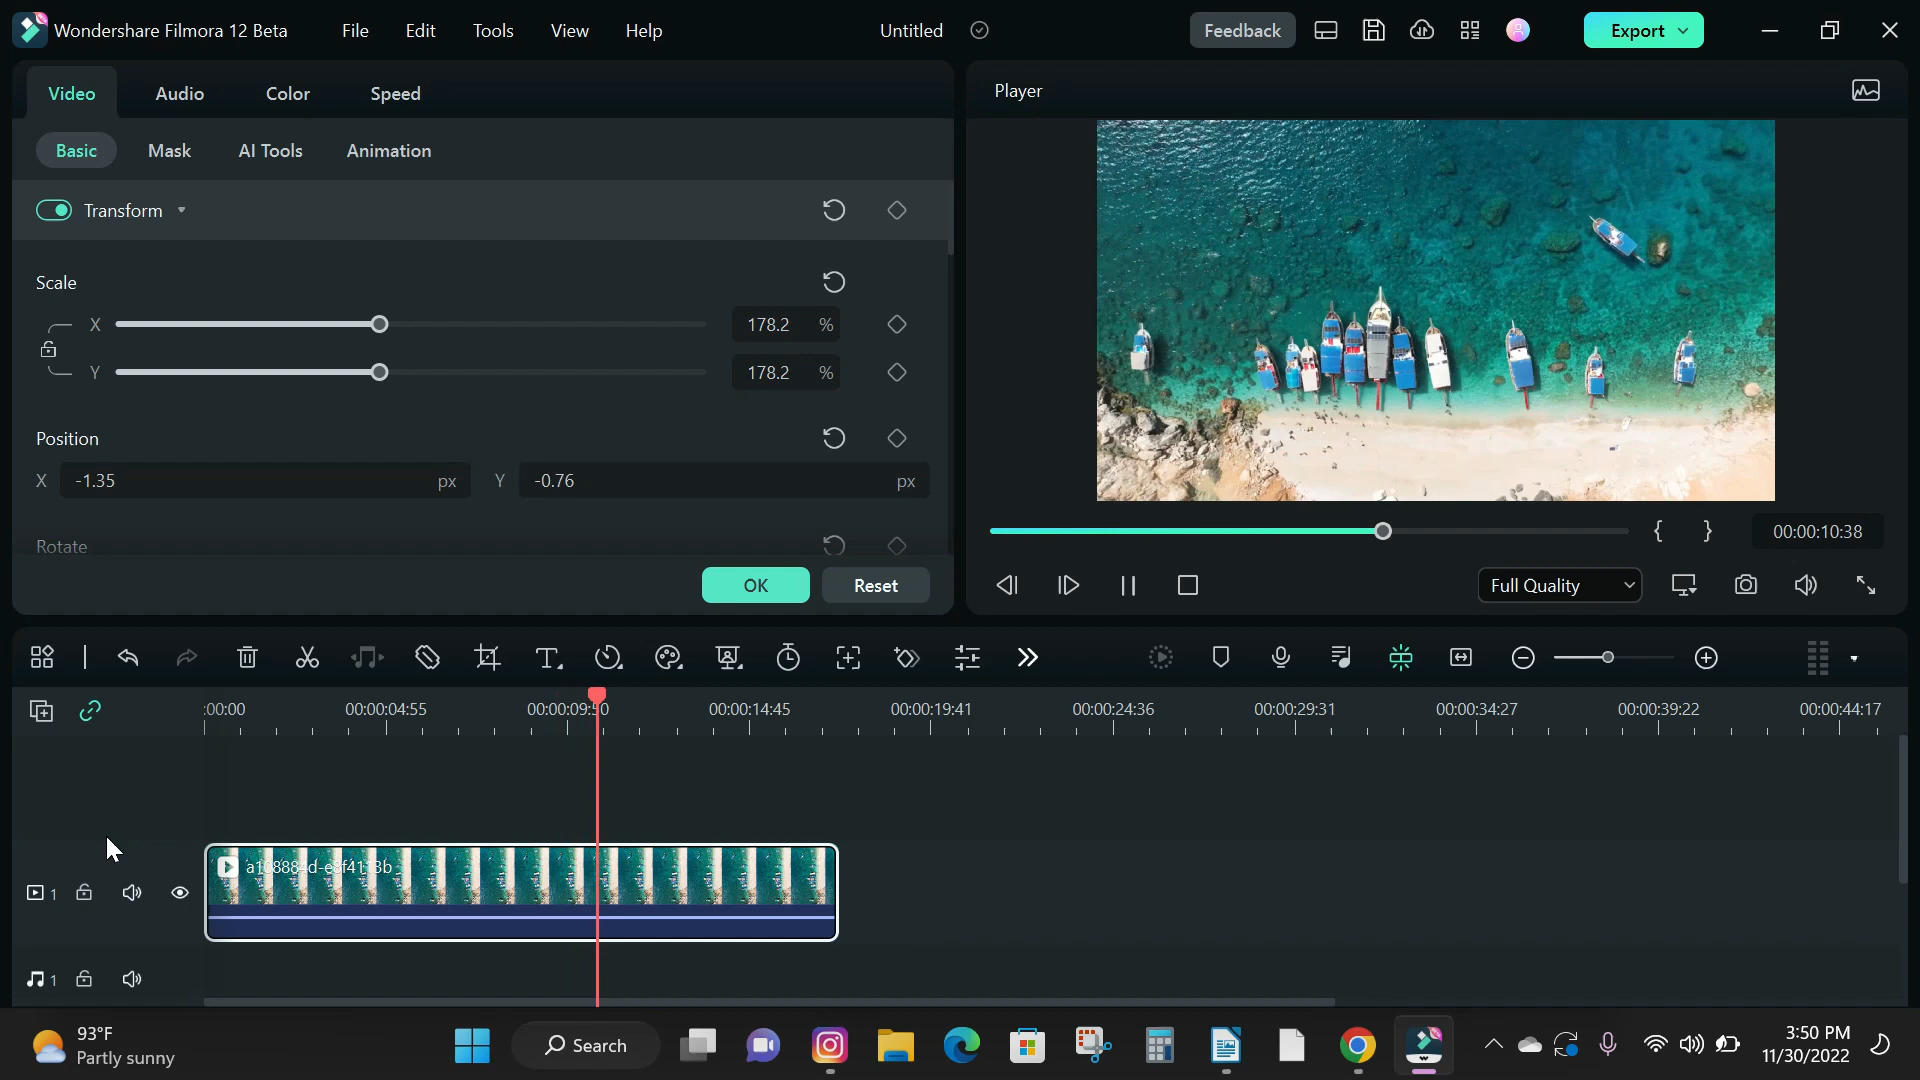 Wondershare Filmora 12 Beta
File
Edit
Tools
View
Help
Untitled
Feedback
Export
Video
Audio
Color
Speed
Player
Basic
Mask
AI Tools
Animation
Transform
Scale
X
178.2
%
Y
178.2
%
Position
X
-1.35
px
Y
-0.76
px
00:00:10:38
Rotate
OK
Reset
Full Quality
:00:00
00:00:04:55
00:00:09:50
00:00:14:45
00:00:19:41
00:00:24:36
00:00:29:31
00:00:34:27
00:00:39:22
00:00:44:17
1
1
93°F
Partly sunny
Search
3:50 PM
11/30/2022